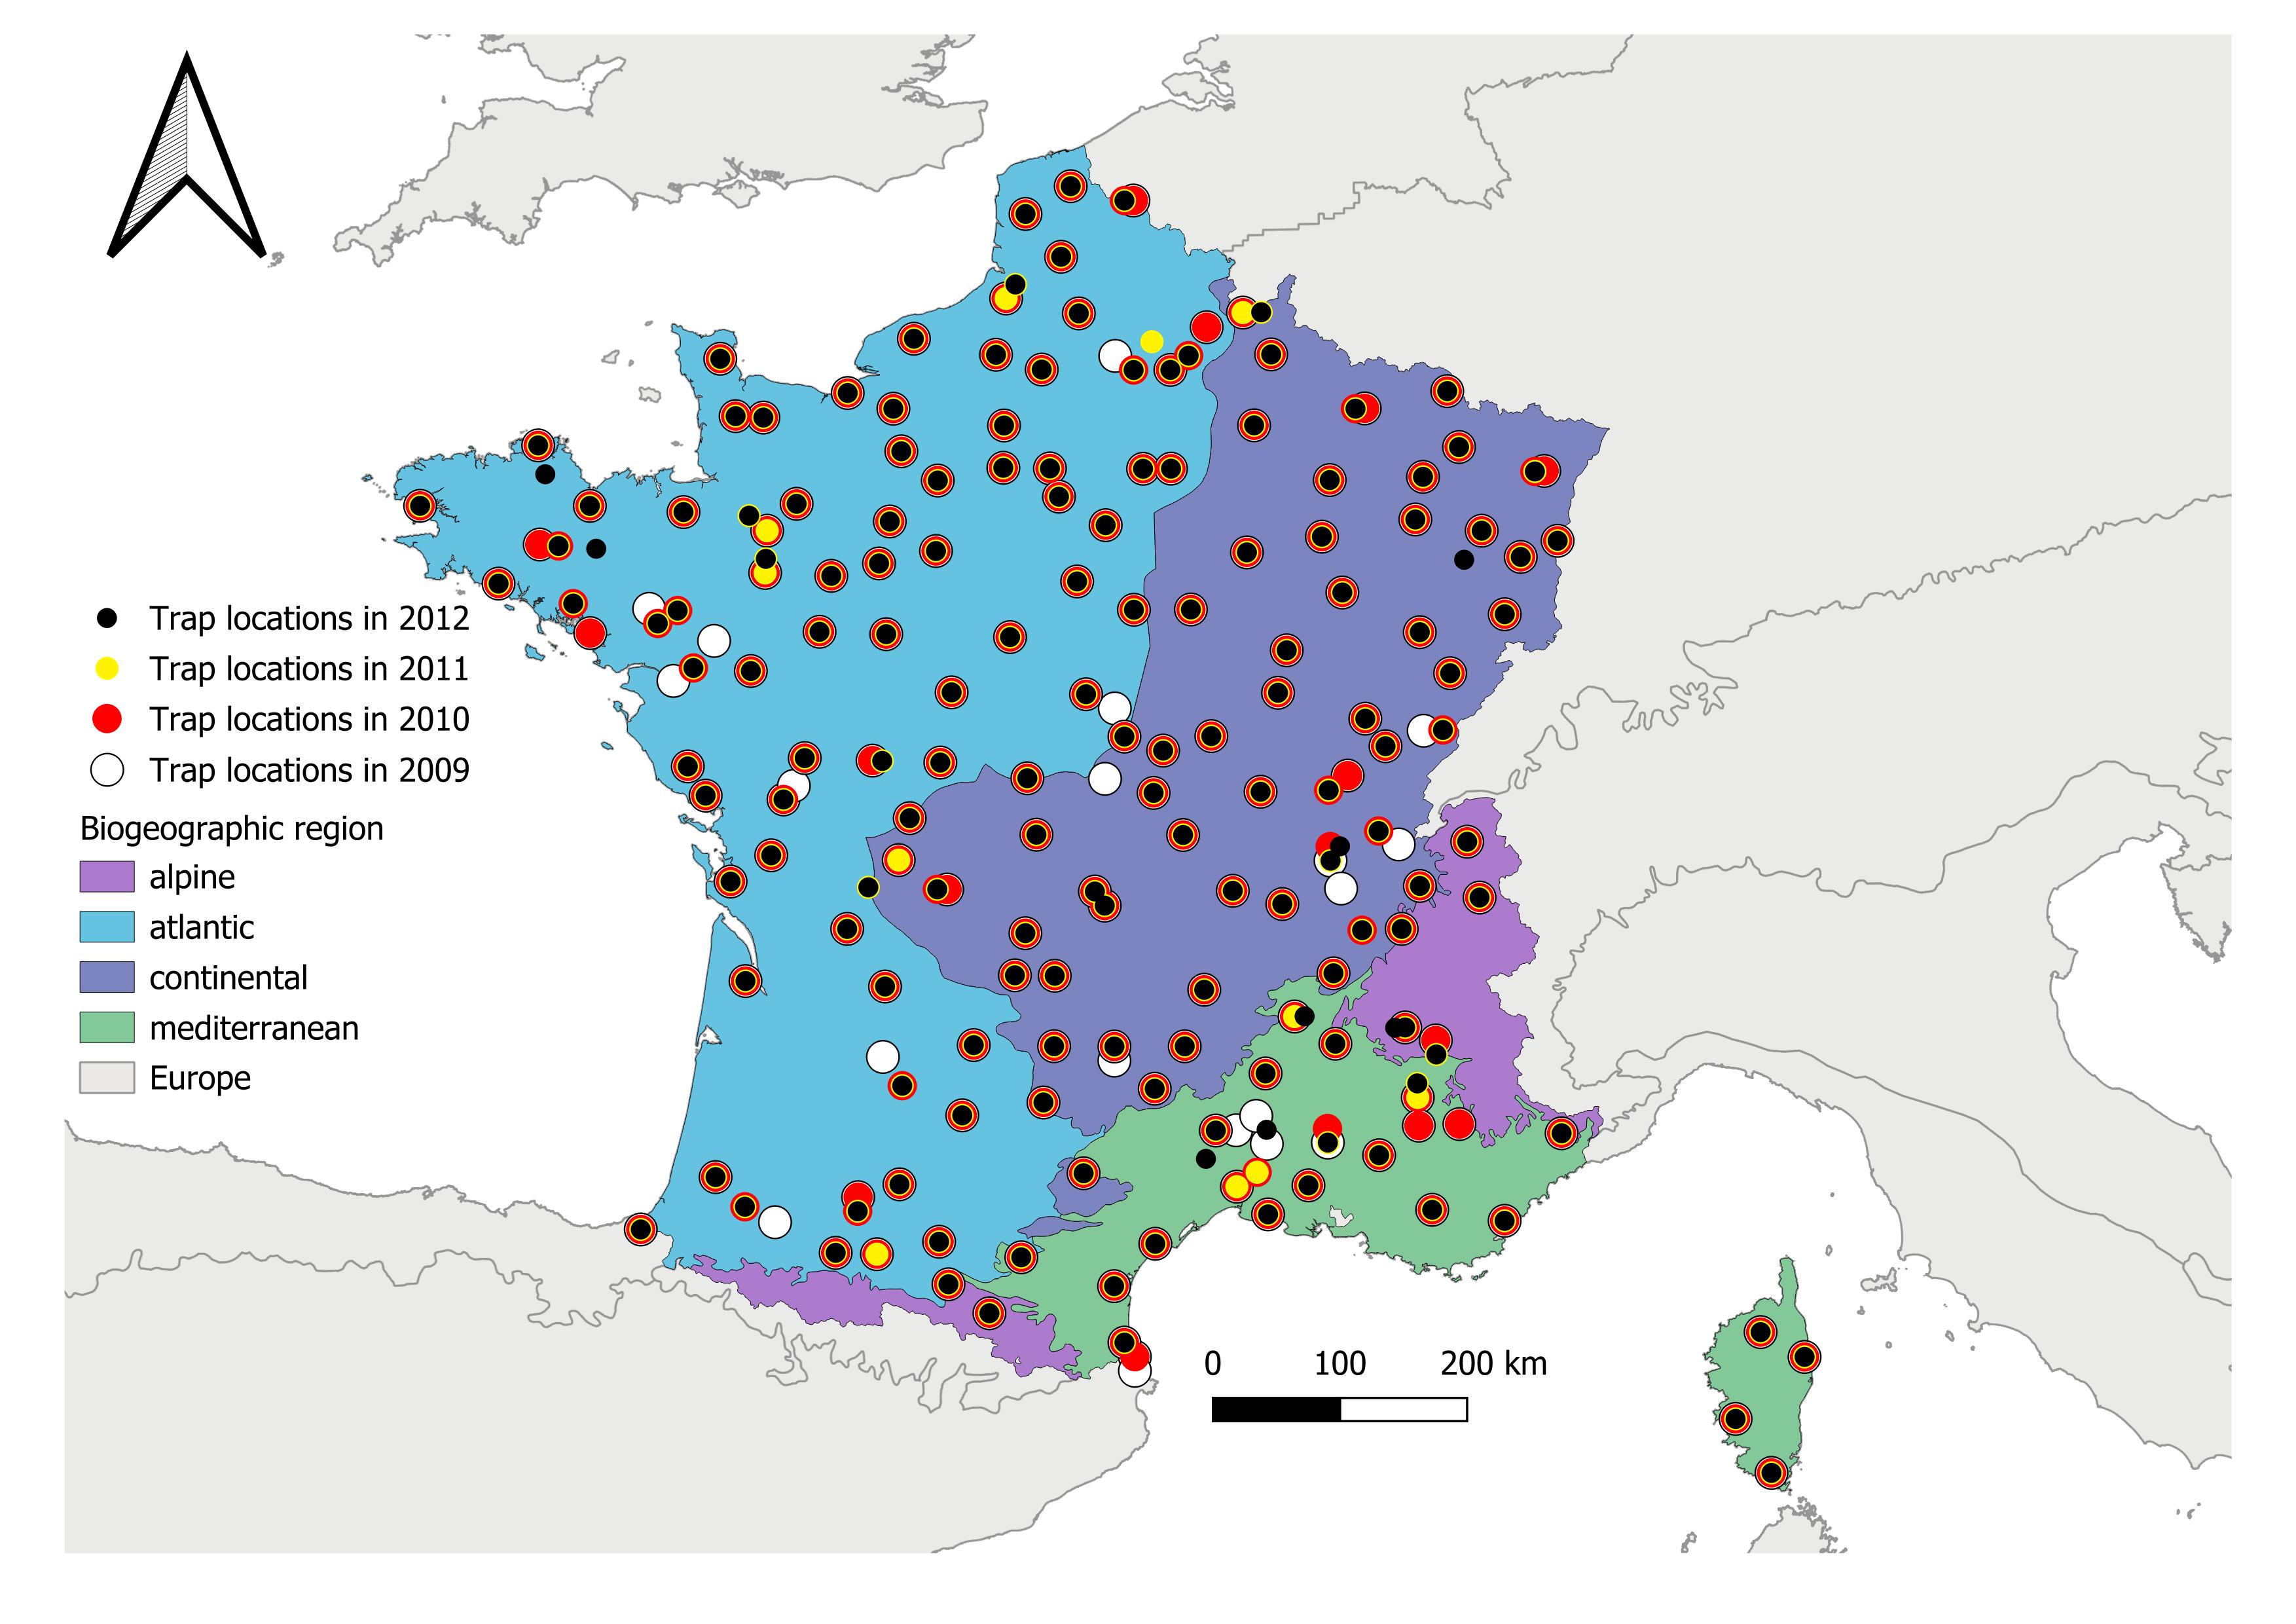 Trap locations in 2012
Trap locations in 2011
Trap locations in 2010
Trap locations in 2009
Biogeographic region
alpine
atlantic
continental
mediterranean
Europe
0 100 200 km